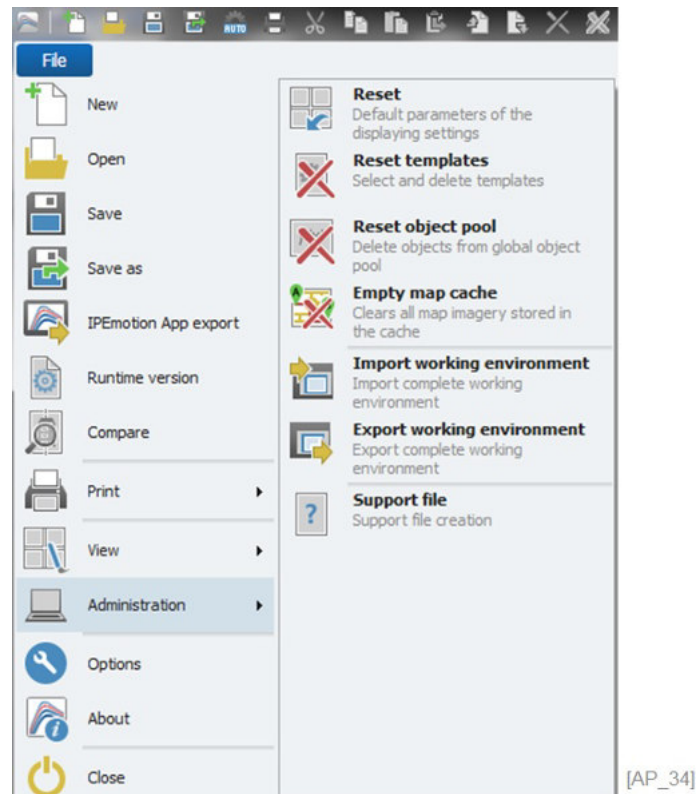 AUTO
File
New
Open
Save
Save as
IPEmotion App export
Runtime version
Compare
Print
View
Administration
Options
About
Close
Reset
Default parameters of the
displaying settings
Reset templates
Select and delete templates
Reset object pool
Delete objects from global object
pool
Empty map cache
Clears all map imagery stored in
the cache
Import working environment
Import complete working
environment
Export working environment
Export complete working
environment
?
Support file
Support file creation
[AP_34]